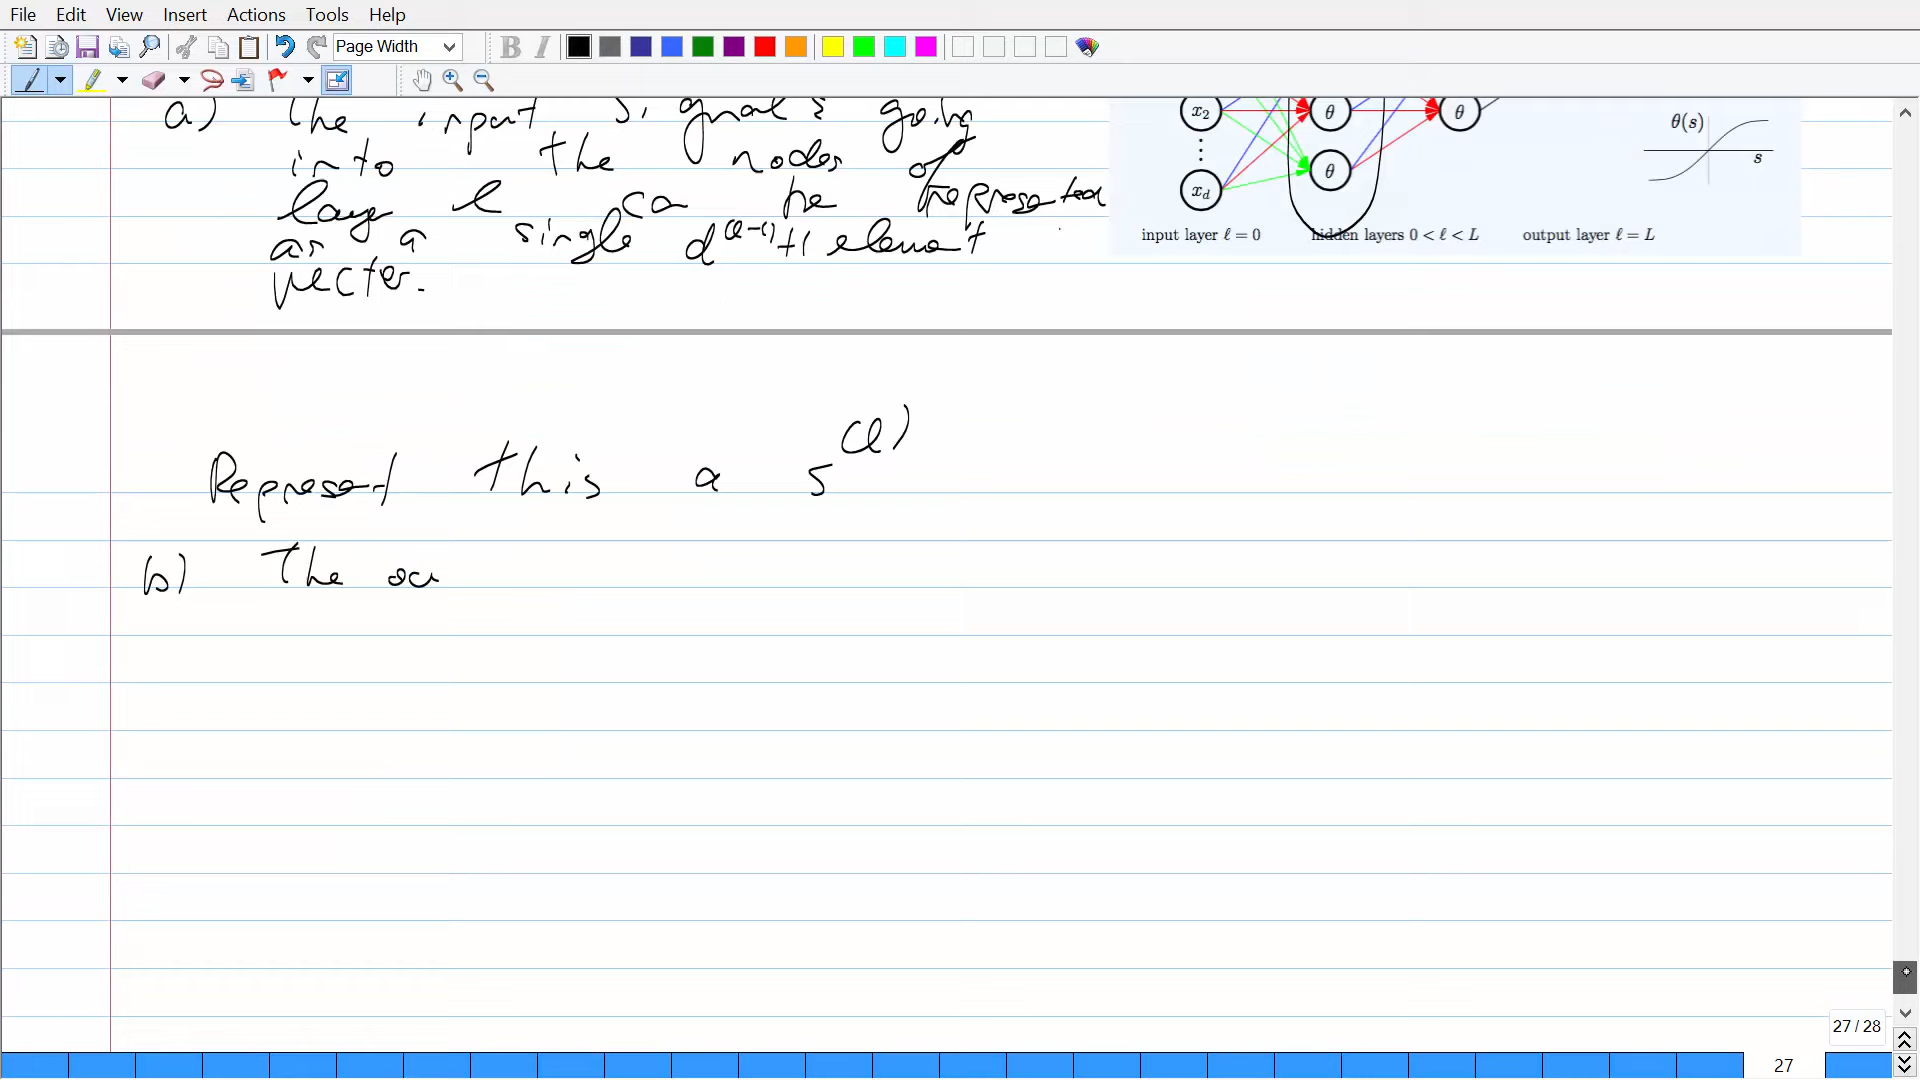 File Edit View Insert Actions Tools Help
Page Width
B I
a) The input signals going
into the nodes of
layer l ca be represented
as a single d^(l-1)+1 element
vector.
x2 θ θ
θ
xd
θ(s)
s
input layer ℓ = 0 hidden layers 0 < ℓ < L output layer ℓ = L
Represent this a s^(l)
b) The ou
27 / 28
27